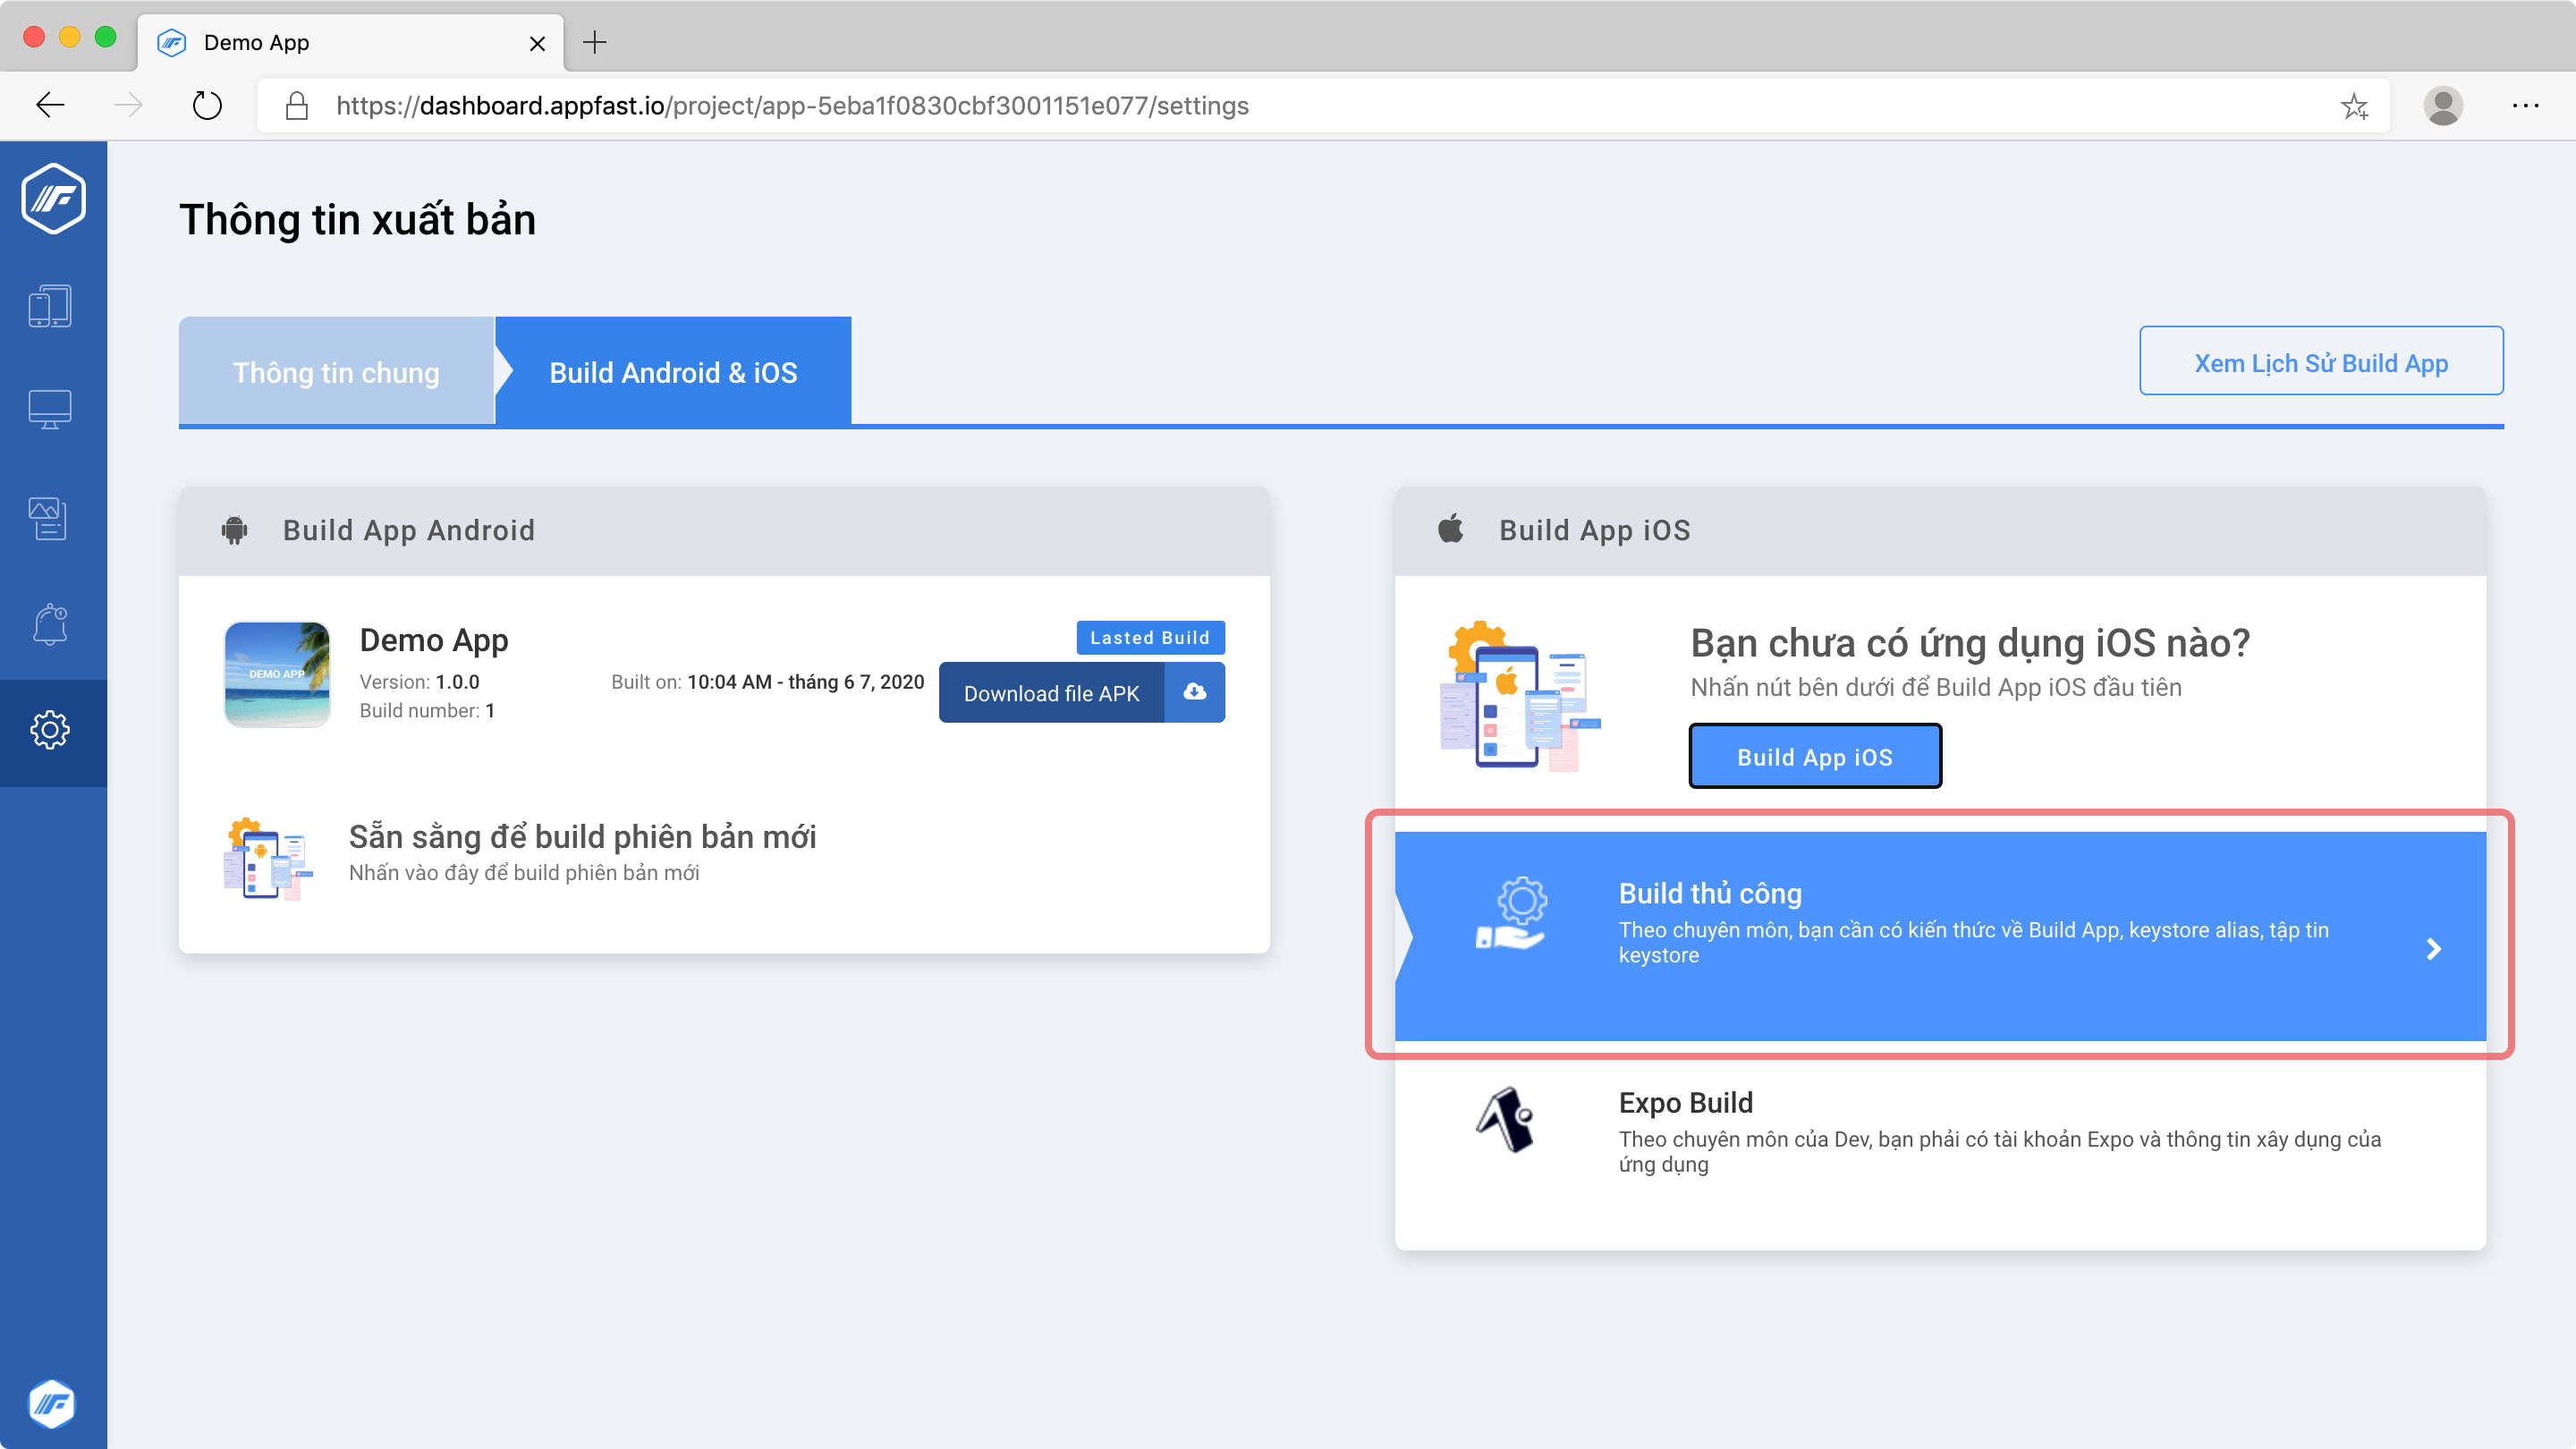 Demo App
https://dashboard.appfast.io/project/app-5eba1f0830cbf3001151e077/settings
Thông tin xuất bản
Thông tin chung
Build Android & iOS
Xem Lịch Sử Build App
Build App Android
DEMO APP
Demo App
Version: 1.0.0
Build number: 1
Built on: 10:04 AM - tháng 6 7, 2020
Lasted Build
Download file APK
Sẵn sằng để build phiên bản mới
Nhấn vào đây để build phiên bản mới
Build App iOS
Bạn chưa có ứng dụng iOS nào?
Nhấn nút bên dưới để Build App iOS đầu tiên
Build App iOS
Build thủ công
Theo chuyên môn, bạn cần có kiến thức về Build App, keystore alias, tập tin
keystore
Expo Build
Theo chuyên môn của Dev, bạn phải có tài khoản Expo và thông tin xây dụng của
ứng dụng